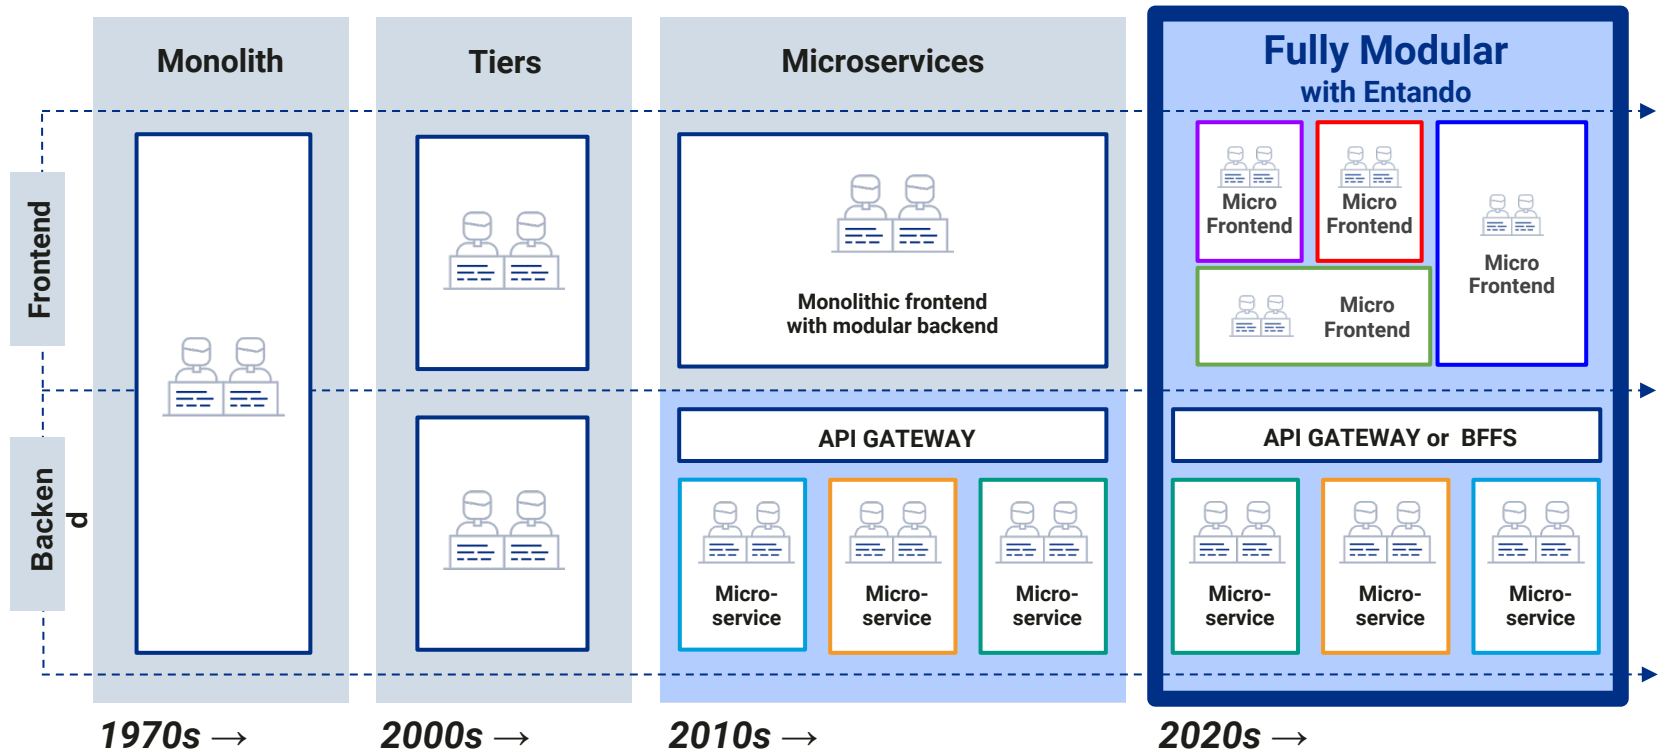 Monolith
Tiers
Microservices
Fully Modular
with Entando
Frontend
Monolithic frontend
with modular backend
Micro
Frontend
Micro
Frontend
Micro
Frontend
Micro
Frontend
Backen
d
API GATEWAY
Micro-
service
Micro-
service
Micro-
service
API GATEWAY or BFFS
Micro-
service
Micro-
service
Micro-
service
1970s →
2000s →
2010s →
2020s →